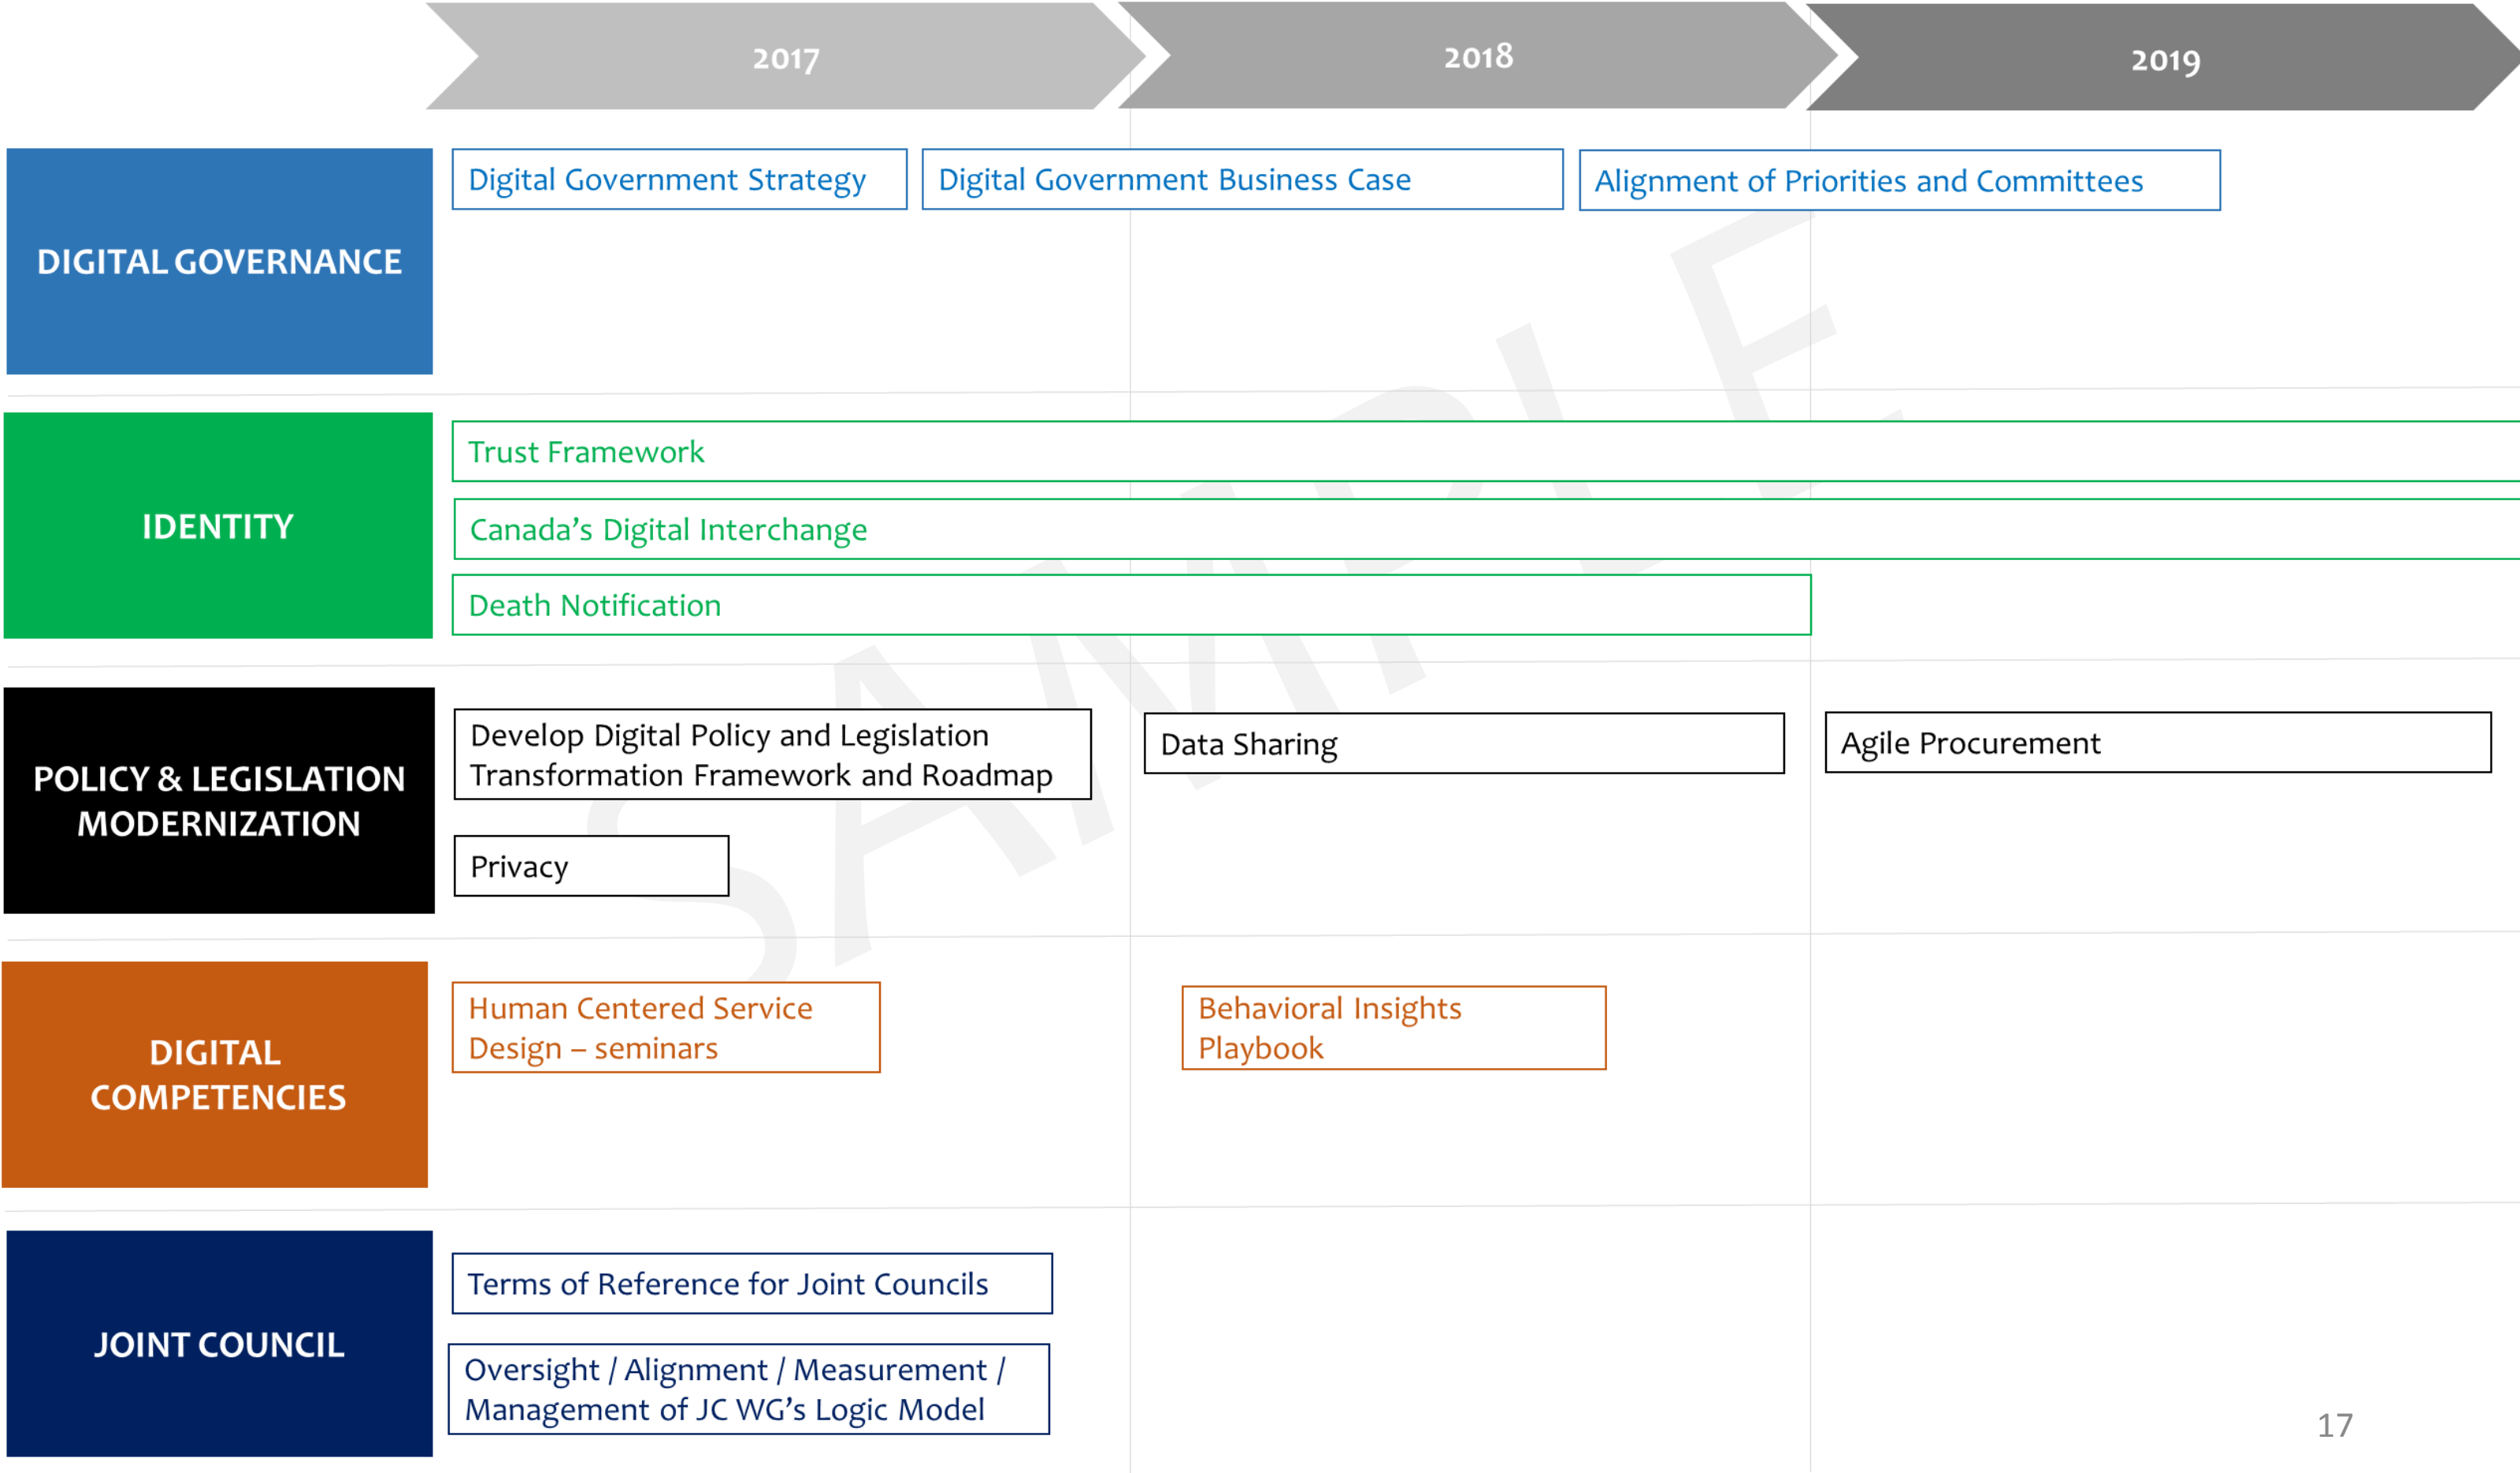 2017
2018
2019
DIGITAL GOVERNANCE
Digital Government Strategy
Digital Government Business Case
Alignment of Priorities and Committees
IDENTITY
Trust Framework
Canada’s Digital Interchange
Death Notification
POLICY & LEGISLATION
MODERNIZATION
Develop Digital Policy and Legislation
Transformation Framework and Roadmap
Data Sharing
Agile Procurement
Privacy
DIGITAL
COMPETENCIES
Human Centered Service
Design – seminars
Behavioral Insights
Playbook
JOINT COUNCIL
Terms of Reference for Joint Councils
Oversight / Alignment / Measurement /
Management of JC WG’s Logic Model
SAMPLE
17